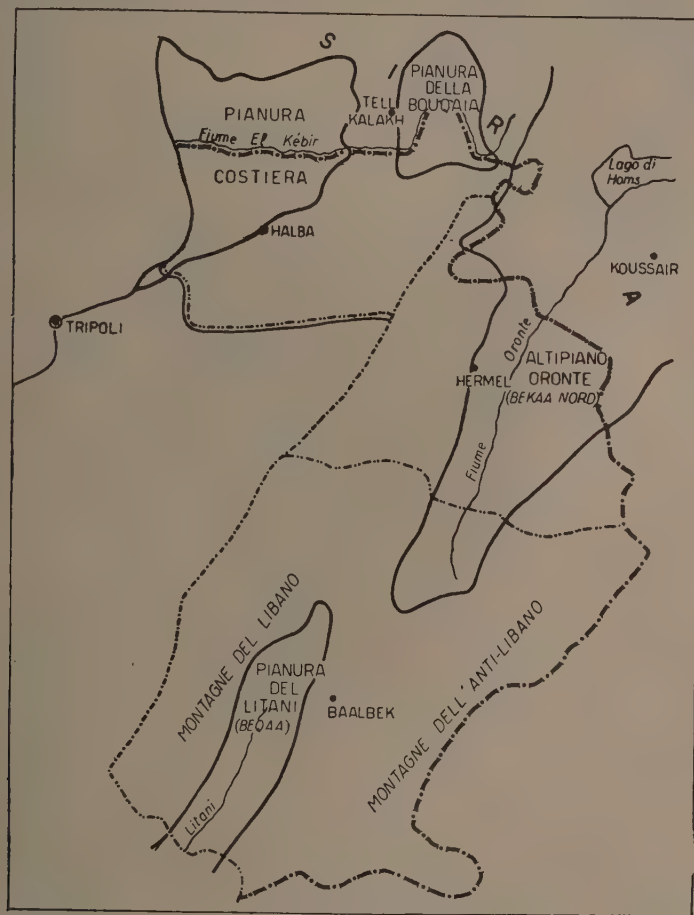 S
I
R
A
PIANURA
DELLA
BOUQAIA
TELL
KALAKH
PIANURA
Fiume El Kébir
COSTIERA
HALBA
Lago di
Homs
KOUSSAIR
TRIPOLI
Oronte
ALTIPIANO
ORONTE
(BEKAA NORD)
HERMEL
Fiume
MONTAGNE DEL LIBANO
PIANURA
DEL
LITANI
(BEQAA)
BAALBEK
MONTAGNE DELL'ANTI-LIBANO
Litani